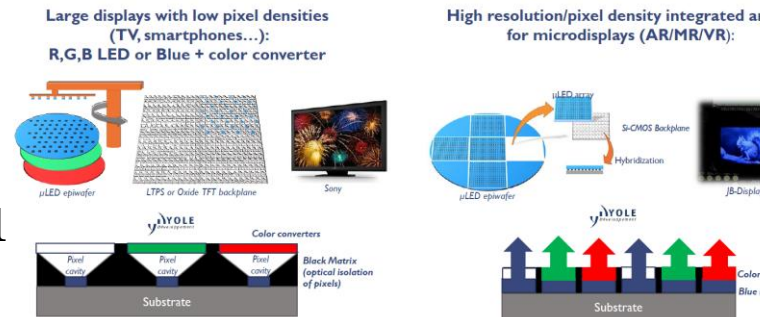 Large displays with low pixel densities
(TV, smartphones...):
R,G,B LED or Blue + color converter
µLED epiwafer
LTPS or Oxide TFT backplane
Sony
YOLE
Color converters
Pixel
cavity
Pixel
cavity
Pixel
cavity
Black Matrix
(optical isolation
of pixels)
Substrate
High resolution/pixel density integrated
for microdisplays (AR/MR/VR):
µLED array
Si-CMOS Backplane
Hybridization
µLED epiwafer
YOLE
Substrate